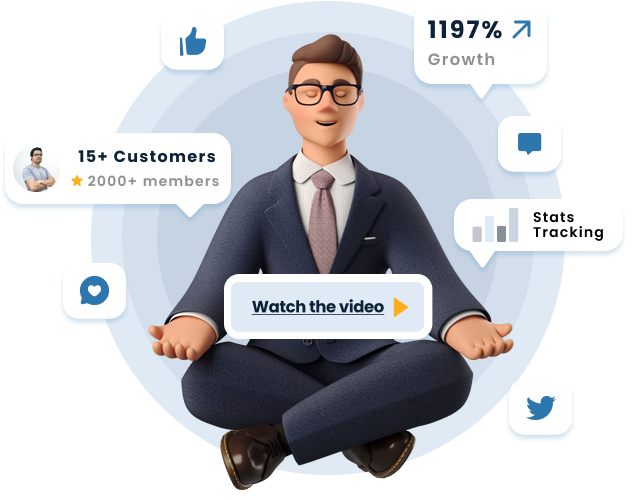 1197%
Growth
15+ Customers
2000+ members
Stats
Tracking
Watch the video